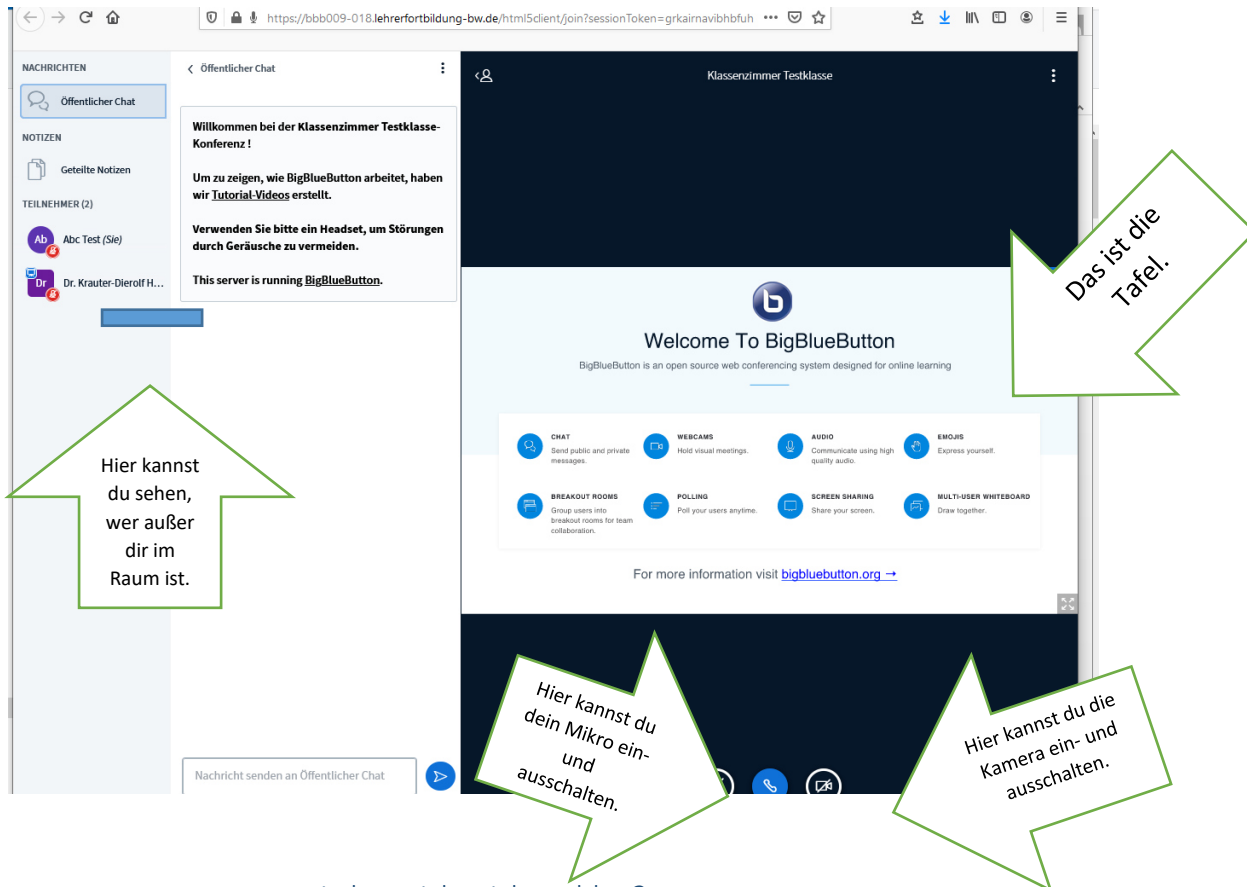 https://bbb009-018.lehrerfortbildung-bw.de/html5client/join?sessionToken=grkairnavibhbfuh
NACHRICHTEN
Öffentlicher Chat
NOTIZEN
Geteilte Notizen
TEILNEHMER (2)
Ab
Abc Test (Sie)
Dr
Dr. Krauter-Dierolf H...
Öffentlicher Chat
Willkommen bei der Klassenzimmer Testklasse-
Konferenz !
Um zu zeigen, wie BigBlueButton arbeitet, haben
wir Tutorial-Videos erstellt.
Verwenden Sie bitte ein Headset, um Störungen
durch Geräusche zu vermeiden.
This server is running BigBlueButton.
Nachricht senden an Öffentlicher Chat
Klassenzimmer Testklasse
Welcome To BigBlueButton
BigBlueButton is an open source web conferencing system designed for online learning
CHAT
Send public and private
messages.
WEBCAMS
Hold visual meetings.
AUDIO
Communicate using high
quality audio.
EMOJIS
Express yourself.
BREAKOUT ROOMS
Group users into
breakout rooms for team
collaboration.
POLLING
Poll your users anytime.
SCREEN SHARING
Share your screen.
MULTI-USER WHITEBOARD
Draw together.
For more information visit bigbluebutton.org →
Das ist die
Tafel.
Hier kannst
du sehen,
wer außer
dir im
Raum ist.
Hier kannst du
dein Mikro ein-
und
ausschalten.
Hier kannst du die
Kamera ein- und
ausschalten.